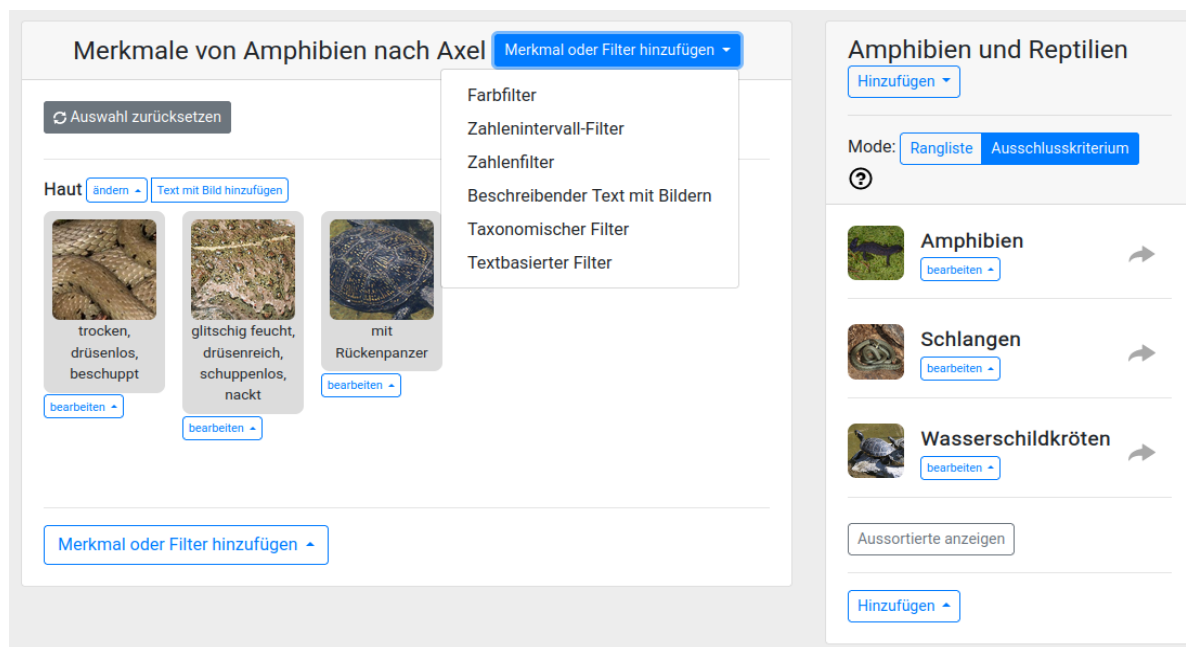 Merkmale von Amphibien nach Axel Merkmal oder Filter hinzufügen
Farbfilter
Zahlenintervall-Filter
Zahlenfilter
Beschreibender Text mit Bildern
Taxonomischer Filter
Textbasierter Filter
Auswahl zurücksetzen
Haut ändern Text mit Bild hinzufügen
trocken,
drüsenlos,
beschuppt
bearbeiten
glitschig feucht,
drüsenreich,
schuppenlos,
nackt
bearbeiten
mit
Rückenpanzer
bearbeiten
Merkmal oder Filter hinzufügen
Amphibien und Reptilien
Hinzufügen
Mode: Rangliste Ausschlusskriterium
?
Amphibien
bearbeiten
Schlangen
bearbeiten
Wasserschildkröten
bearbeiten
Aussortierte anzeigen
Hinzufügen